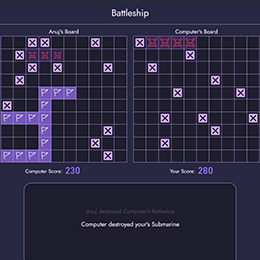 Battleship
Anuj's Board
Computer's Board
Computer Score: 230
Your Score: 280
Anuj destroyed Computer's Battleship
Computer destroyed your's Submarine